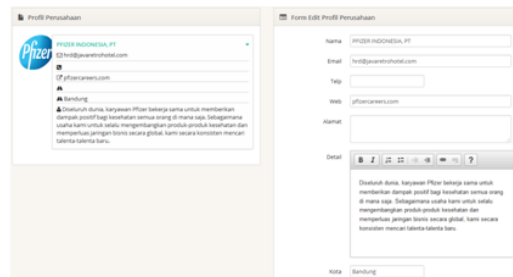 Profil Perusahaan
Pfizer
PFIZER INDONESIA, PT
hrd@javaretrohotel.com
pfizercareers.com
Bandung
Diseluruh dunia, karyawan Pfizer bekerja sama untuk memberikan
dampak positif bagi kesehatan semua orang di mana saja. Sebagaimana
usaha kami untuk selalu mengembangkan produk-produk kesehatan dan
memperluas jaringan bisnis secara global, kami secara konsisten mencari
talenta-talenta baru.
Form Edit Profil Perusahaan
Nama PFIZER INDONESIA, PT
Email hrd@javaretrohotel.com
Telp
Web pfizercareers.com
Alamat
Detail
B I ?
Diseluruh dunia, karyawan Pfizer bekerja sama untuk
memberikan dampak positif bagi kesehatan semua orang
di mana saja. Sebagaimana usaha kami untuk selalu
mengembangkan produk-produk kesehatan dan
memperluas jaringan bisnis secara global, kami secara
konsisten mencari talenta-talenta baru.
Kota Bandung